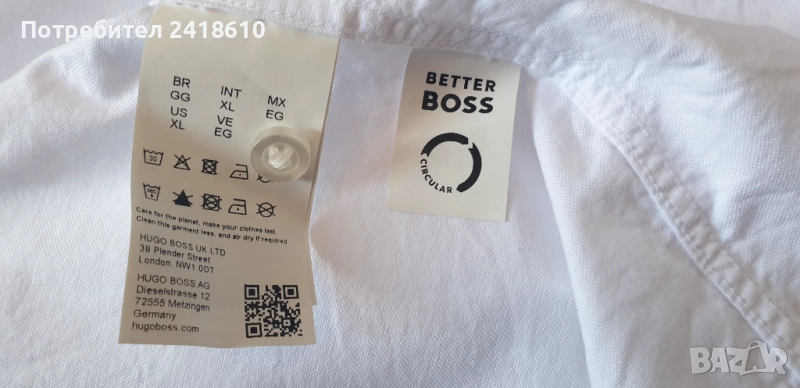 Потребител 2418610
BR
GG
US
XL
INT
XL
VE
EG
MX
EG
30
Care for the planet, make your clothes last.
Clean this garment less, and air dry if required
HUGO BOSS UK LTD
39 Plender Street
London, NW1 0DT
HUGO BOSS AG
Dieselstrasse 12
72555 Metzingen
Germany
hugoboss.com
BETTER
BOSS
CIRCULAR
BAZAR